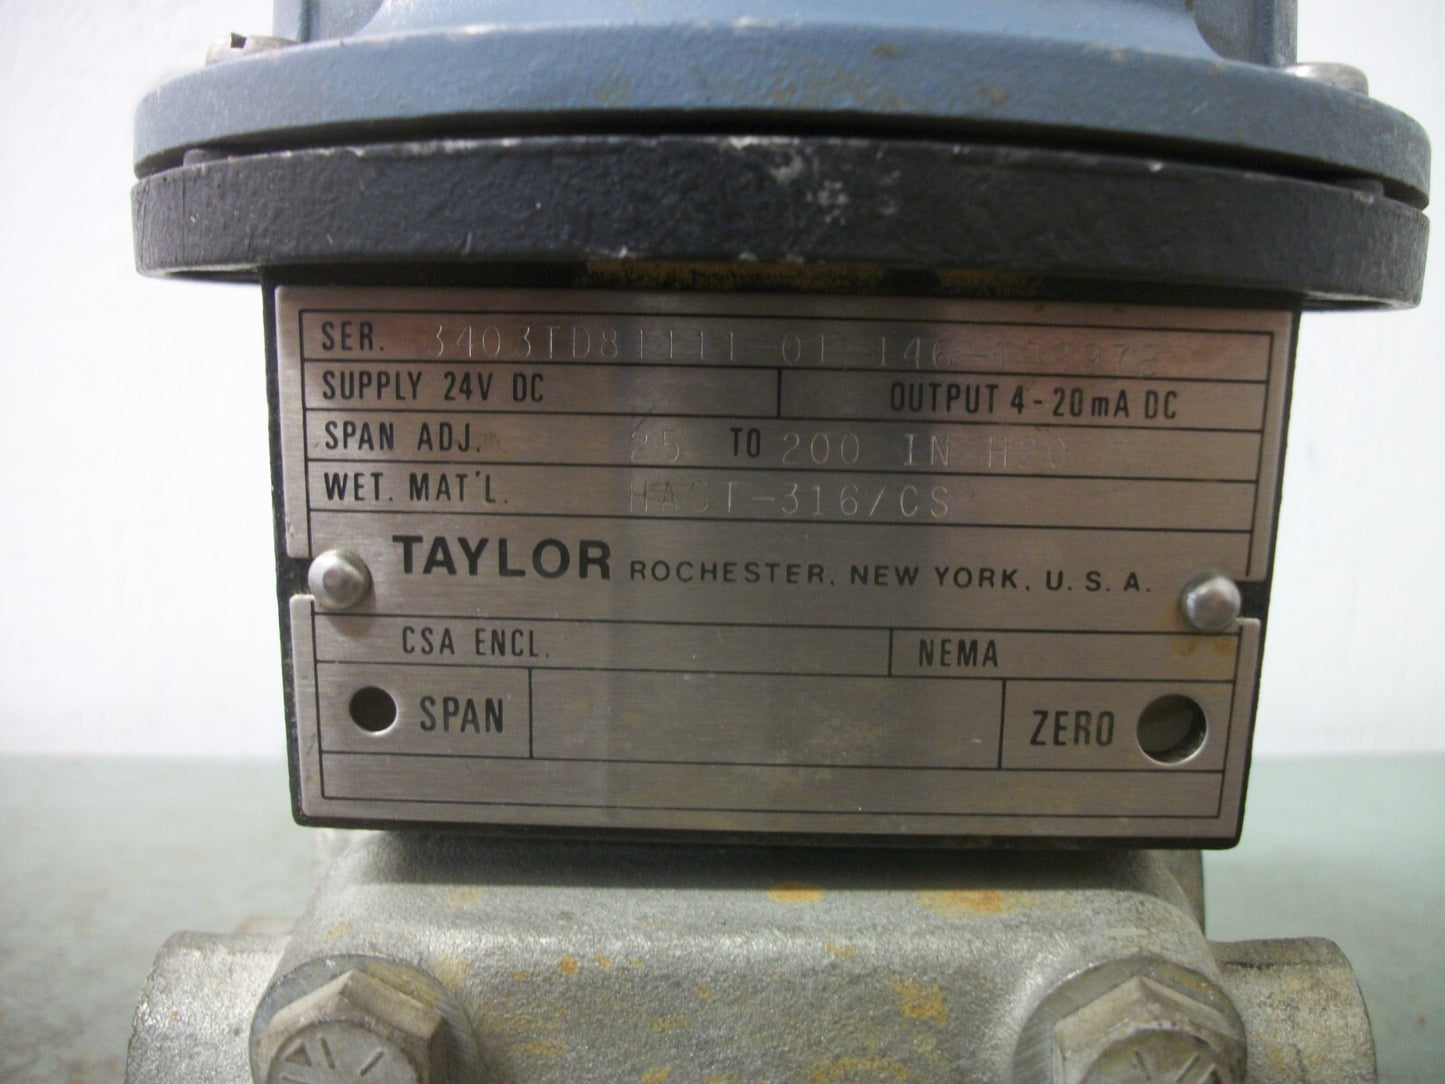 SER. 3403TD81111-01-146-
SUPPLY 24V DC OUTPUT 4-20mA DC
SPAN ADJ. 25 TO 200 IN H2O
WET. MAT'L. HAST-316/CS
TAYLOR ROCHESTER, NEW YORK, U.S.A.
CSA ENCL. NEMA
SPAN ZERO